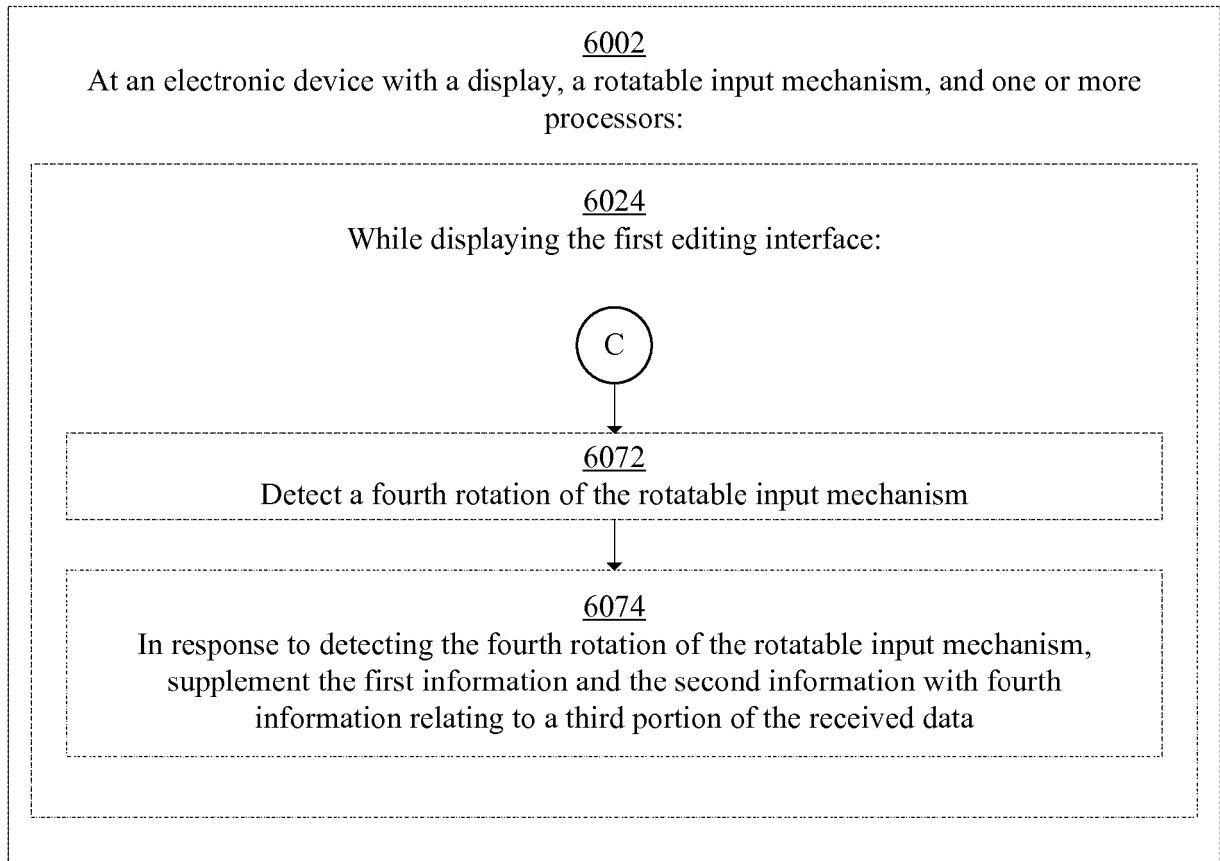 6002
At an electronic device with a display, a rotatable input mechanism, and one or more
processors:
6024
While displaying the first editing interface:
C
6072
Detect a fourth rotation of the rotatable input mechanism
6074
In response to detecting the fourth rotation of the rotatable input mechanism,
supplement the first information and the second information with fourth
information relating to a third portion of the received data